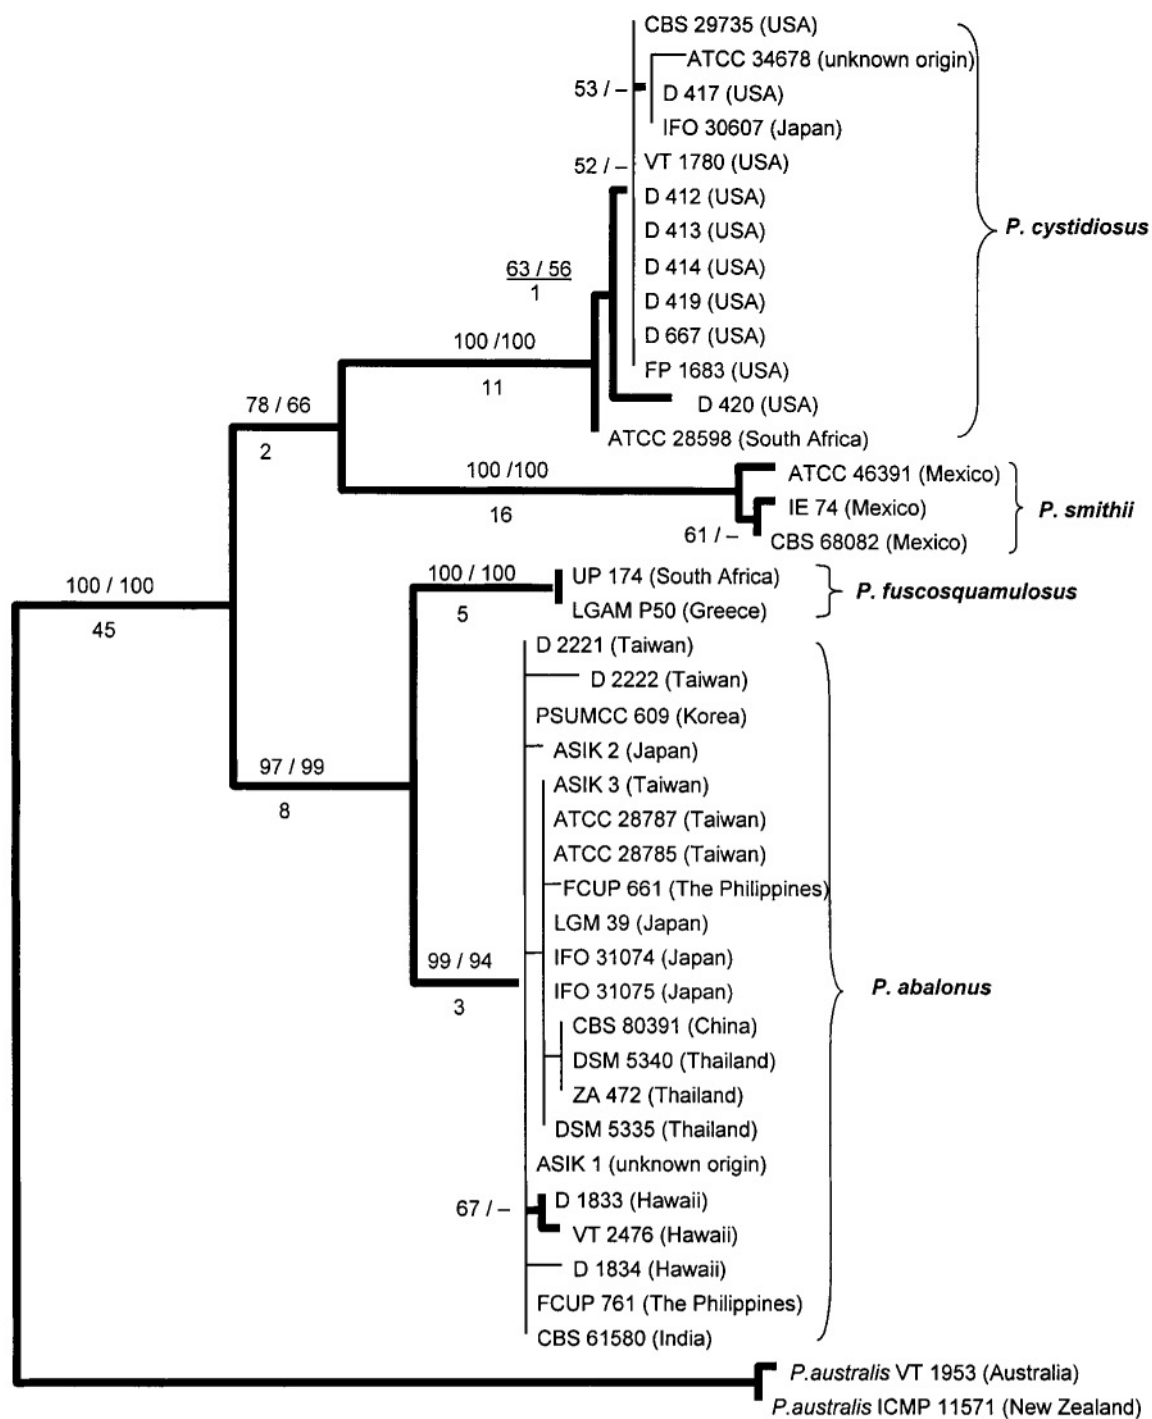 CBS 29735 (USA)
ATCC 34678 (unknown origin)
53 / –
D 417 (USA)
IFO 30607 (Japan)
52 / –
VT 1780 (USA)
D 412 (USA)
P. cystidiosus
D 413 (USA)
63 / 56
D 414 (USA)
1
D 419 (USA)
100 /100
D 667 (USA)
11
FP 1683 (USA)
78 / 66
D 420 (USA)
2
ATCC 28598 (South Africa)
100 /100
ATCC 46391 (Mexico)
16
IE 74 (Mexico)
P. smithii
61 / –
CBS 68082 (Mexico)
100 / 100
100 / 100
UP 174 (South Africa)
P. fuscosquamulosus
45
5
LGAM P50 (Greece)
D 2221 (Taiwan)
D 2222 (Taiwan)
PSUMCC 609 (Korea)
97 / 99
ASIK 2 (Japan)
8
ASIK 3 (Taiwan)
ATCC 28787 (Taiwan)
ATCC 28785 (Taiwan)
FCUP 661 (The Philippines)
LGM 39 (Japan)
99 / 94
IFO 31074 (Japan)
3
IFO 31075 (Japan)
P. abalonus
CBS 80391 (China)
DSM 5340 (Thailand)
ZA 472 (Thailand)
DSM 5335 (Thailand)
ASIK 1 (unknown origin)
67 / –
D 1833 (Hawaii)
VT 2476 (Hawaii)
D 1834 (Hawaii)
FCUP 761 (The Philippines)
CBS 61580 (India)
P.australis VT 1953 (Australia)
P.australis ICMP 11571 (New Zealand)